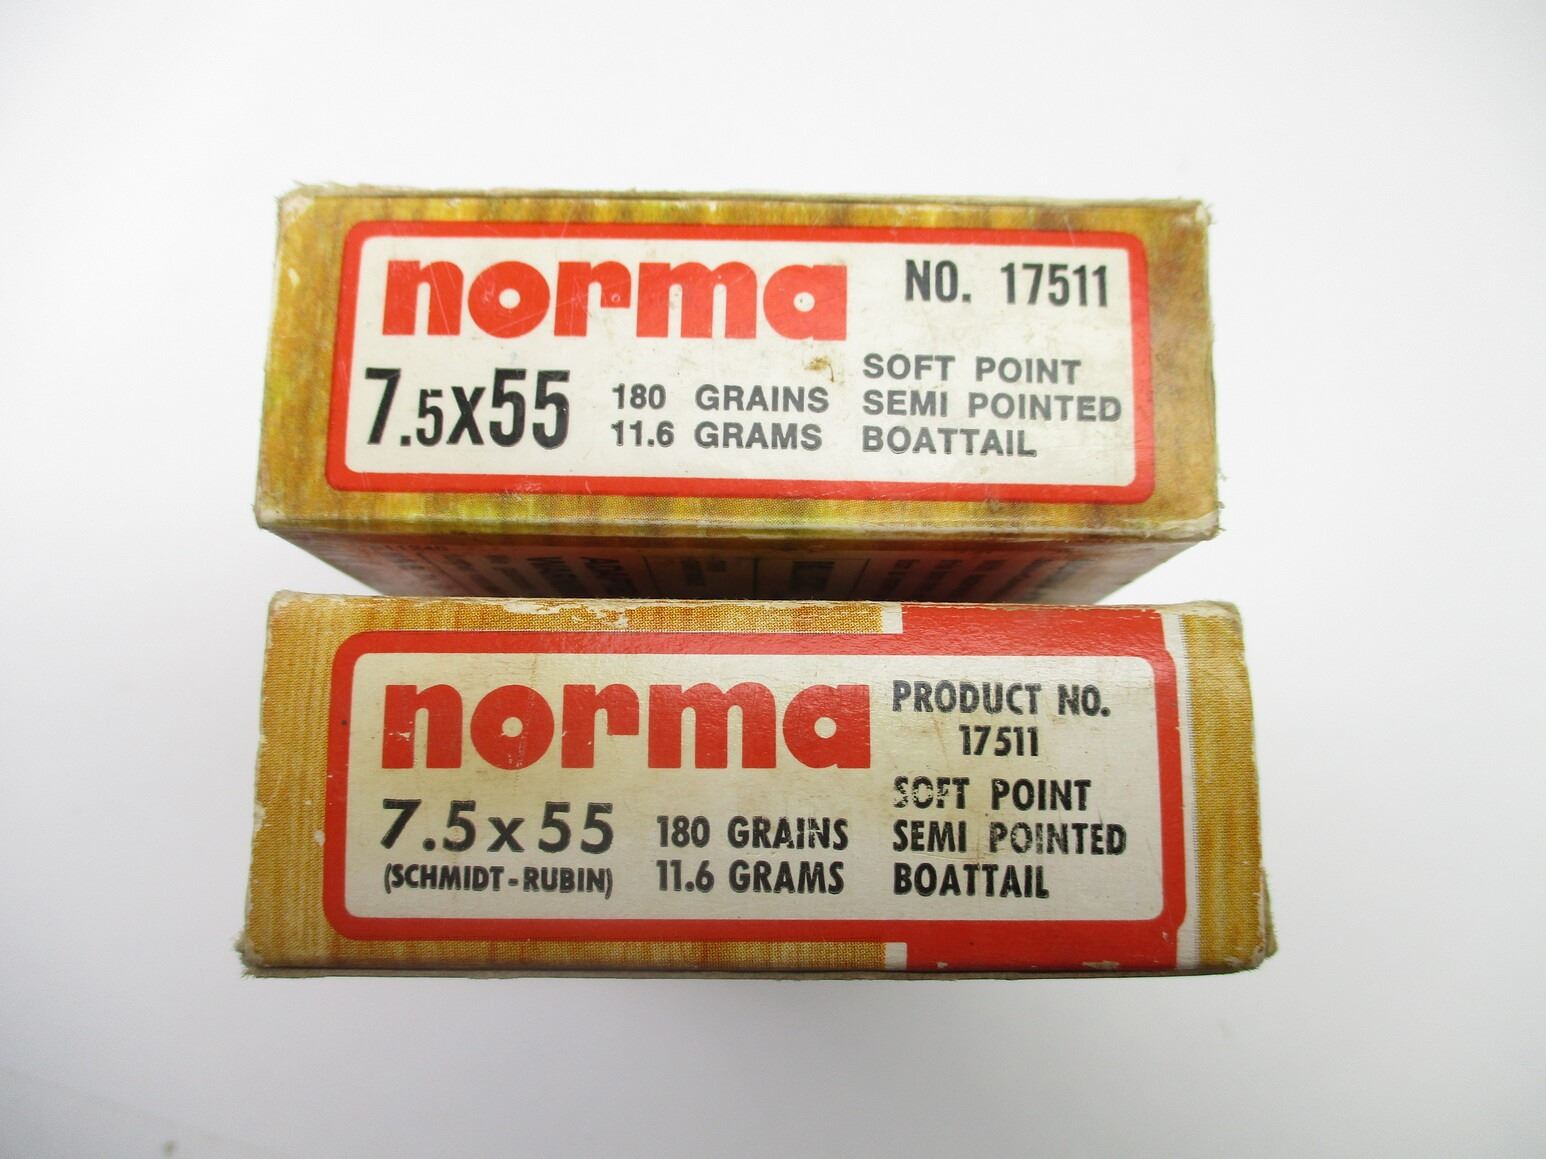 norma
NO. 17511
7.5x55
180 GRAINS
11.6 GRAMS
SOFT POINT
SEMI POINTED
BOATTAIL
norma
PRODUCT NO.
17511
7.5x55
(SCHMIDT-RUBIN)
180 GRAINS
11.6 GRAMS
SOFT POINT
SEMI POINTED
BOATTAIL